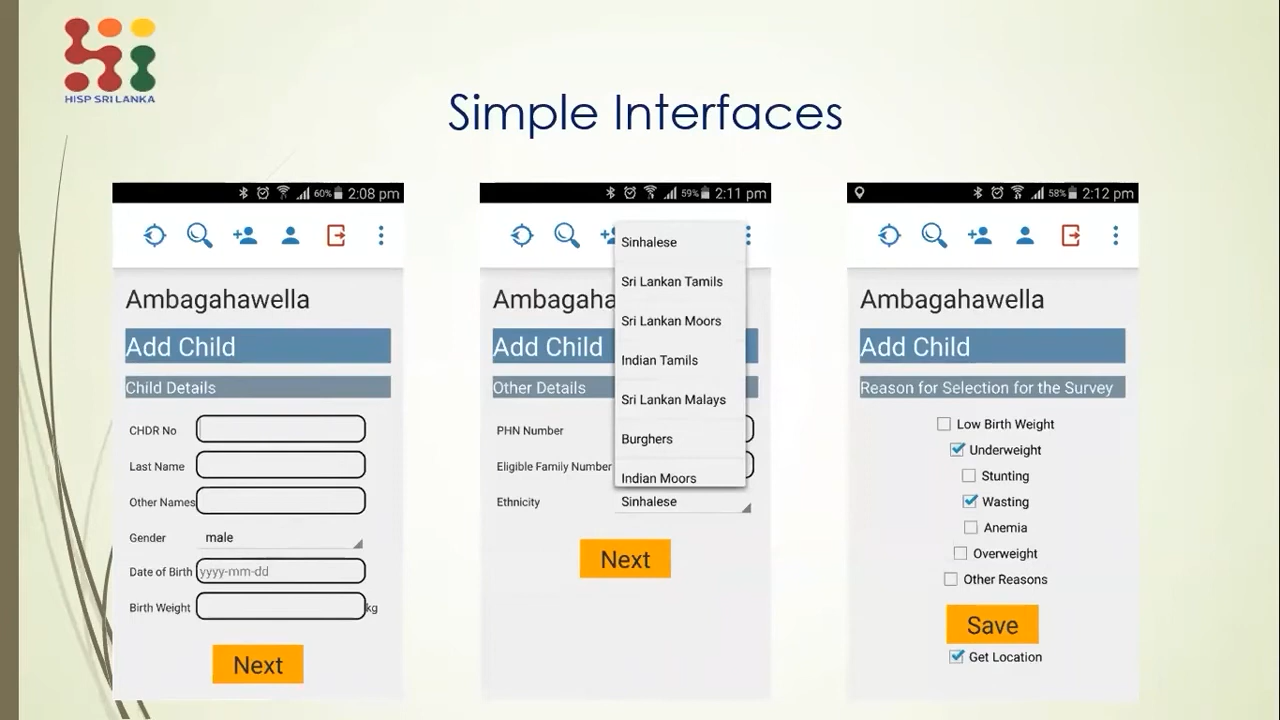 HISP SRI LANKA
Simple Interfaces
60% 2:08 pm
Ambagahawella
Add Child
Child Details
CHDR No
Last Name
Other Names
Gender male
Date of Birth yyyy-mm-dd
Birth Weight kg
Next
59% 2:11 pm
Ambagaha
Add Child
Other Details
PHN Number
Eligible Family Number
Ethnicity Sinhalese
Sinhalese
Sri Lankan Tamils
Sri Lankan Moors
Indian Tamils
Sri Lankan Malays
Burghers
Indian Moors
Next
58% 2:12 pm
Ambagahawella
Add Child
Reason for Selection for the Survey
Low Birth Weight
Underweight
Stunting
Wasting
Anemia
Overweight
Other Reasons
Save
Get Location